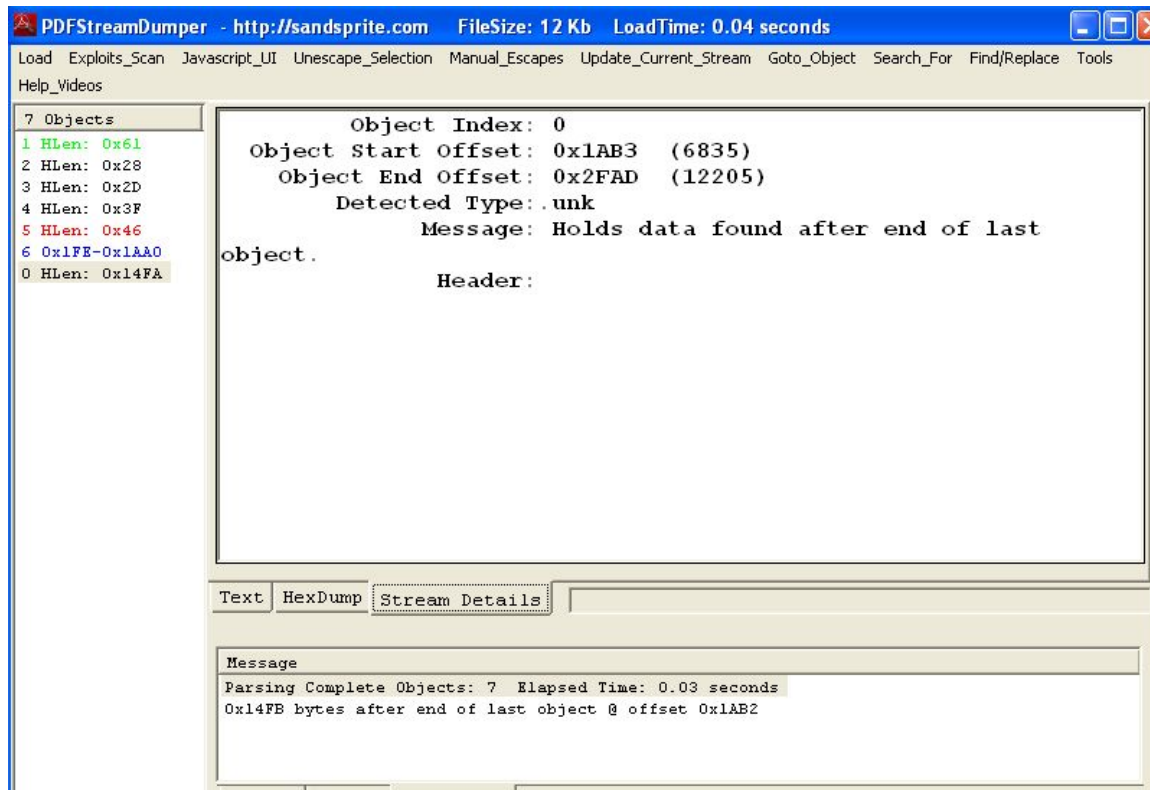 PDFStreamDumper - http://sandsprite.com FileSize: 12 Kb LoadTime: 0.04 seconds
Load Exploits_Scan Javascript_UI Unescape_Selection Manual_Escapes Update_Current_Stream Goto_Object Search_For Find/Replace Tools
Help_Videos
7 Objects
1 HLen: 0x61
2 HLen: 0x28
3 HLen: 0x2D
4 HLen: 0x3F
5 HLen: 0x46
6 0x1FE-0x1AA0
0 HLen: 0x14FA
Object Index: 0
Object Start Offset: 0x1AB3 (6835)
Object End Offset: 0x2FAD (12205)
Detected Type:.unk
Message: Holds data found after end of last
object.
Header:
Text HexDump Stream Details
Message
Parsing Complete Objects: 7 Elapsed Time: 0.03 seconds
0x14FB bytes after end of last object @ offset 0x1AB2